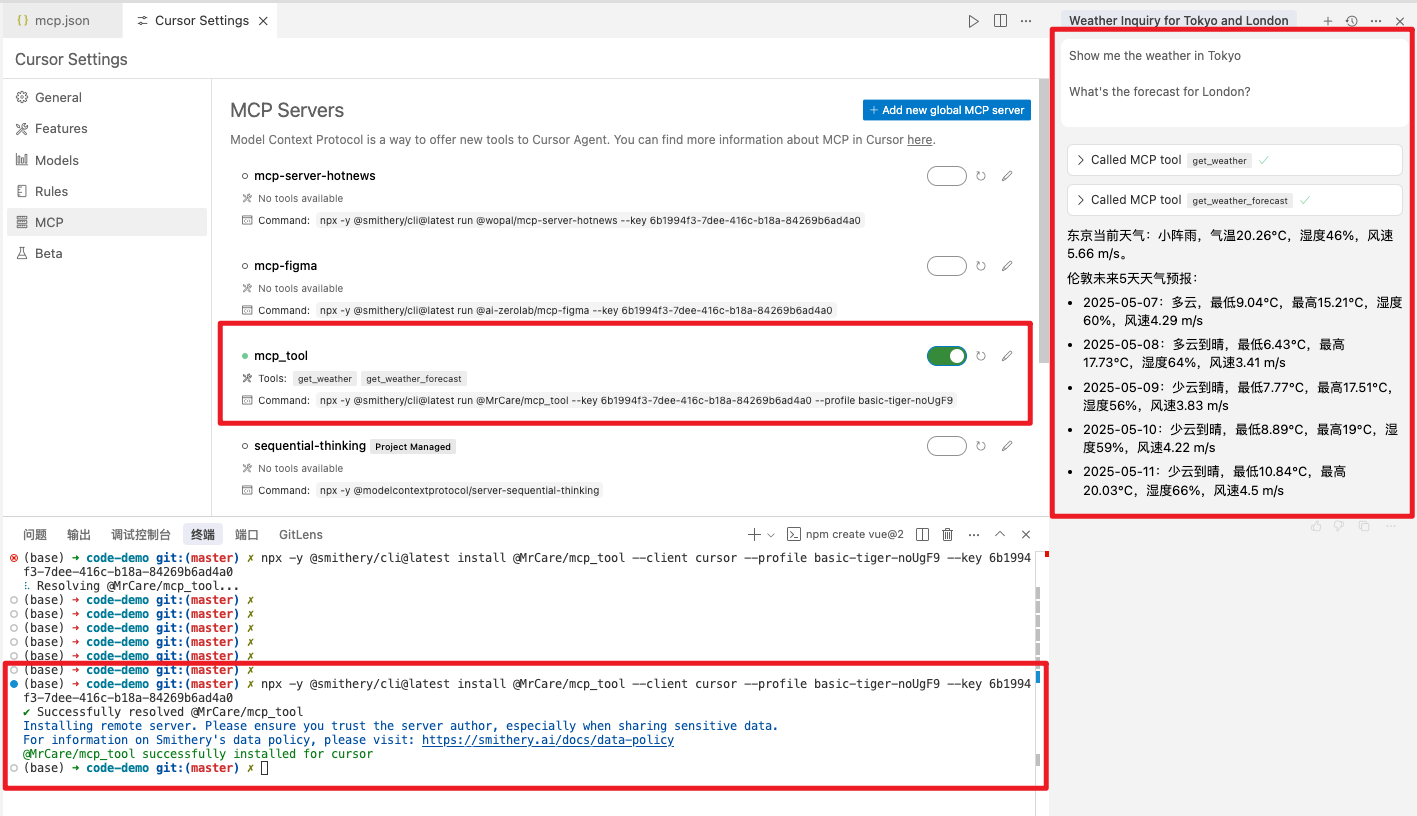 mcp.json
Cursor Settings
Cursor Settings
General
Features
Models
Rules
MCP
Beta
MCP Servers
Add new global MCP server
Model Context Protocol is a way to offer new tools to Cursor Agent. You can find more information about MCP in Cursor here.
mcp-server-hotnews
No tools available
Command: npx -y @smithery/cli@latest run @wopal/mcp-server-hotnews --key 6b1994f3-7dee-416c-b18a-84269b6ad4a0
mcp-figma
No tools available
Command: npx -y @smithery/cli@latest run @ai-zerolab/mcp-figma --key 6b1994f3-7dee-416c-b18a-84269b6ad4a0
mcp_tool
Tools: get_weather get_weather_forecast
Command: npx -y @smithery/cli@latest run @MrCare/mcp_tool --key 6b1994f3-7dee-416c-b18a-84269b6ad4a0 --profile basic-tiger-noUgF9
sequential-thinking Project Managed
No tools available
Command: npx -y @modelcontextprotocol/server-sequential-thinking
问题 输出 调试控制台 终端 端口 GitLens
npm create vue@2
(base) ➜ code-demo git:(master) ✗ npx -y @smithery/cli@latest install @MrCare/mcp_tool --client cursor --profile basic-tiger-noUgF9 --key 6b1994
f3-7dee-416c-b18a-84269b6ad4a0
Resolving @MrCare/mcp_tool...
(base) ➜ code-demo git:(master) ✗
(base) ➜ code-demo git:(master) ✗
(base) ➜ code-demo git:(master) ✗
(base) ➜ code-demo git:(master) ✗
(base) ➜ code-demo git:(master) ✗
(base) ➜ code-demo git:(master) ✗
(base) ➜ code-demo git:(master) ✗ npx -y @smithery/cli@latest install @MrCare/mcp_tool --client cursor --profile basic-tiger-noUgF9 --key 6b1994
f3-7dee-416c-b18a-84269b6ad4a0
✔ Successfully resolved @MrCare/mcp_tool
Installing remote server. Please ensure you trust the server author, especially when sharing sensitive data.
For information on Smithery's data policy, please visit: https://smithery.ai/docs/data-policy
@MrCare/mcp_tool successfully installed for cursor
(base) ➜ code-demo git:(master) ✗
Weather Inquiry for Tokyo and London
Show me the weather in Tokyo
What's the forecast for London?
Called MCP tool get_weather ✓
Called MCP tool get_weather_forecast ✓
东京当前天气：小阵雨，气温20.26°C，湿度46%，风速
5.66 m/s。
伦敦未来5天天气预报：
• 2025-05-07：多云，最低9.04°C，最高15.21°C，湿度
60%，风速4.29 m/s
• 2025-05-08：多云到晴，最低6.43°C，最高
17.73°C，湿度64%，风速3.41 m/s
• 2025-05-09：少云到晴，最低7.77°C，最高17.51°C，
湿度56%，风速3.83 m/s
• 2025-05-10：少云到晴，最低8.89°C，最高19°C，湿
度59%，风速4.22 m/s
• 2025-05-11：少云到晴，最低10.84°C，最高
20.03°C，湿度66%，风速4.5 m/s